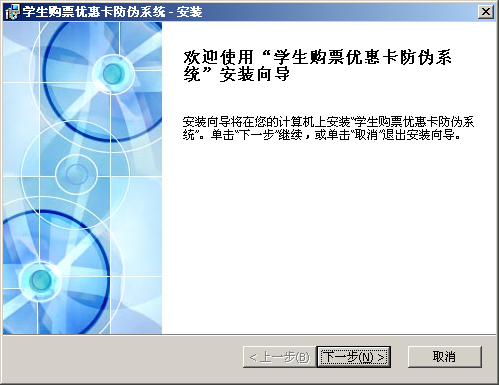 学生购票优惠卡防伪系统 - 安装
欢迎使用“学生购票优惠卡防伪系
统”安装向导
安装向导将在您的计算机上安装“学生购票优惠卡防伪系
统”。单击“下一步”继续，或单击“取消”退出安装向导。
< 上一步(B)
下一步(N) >
取消